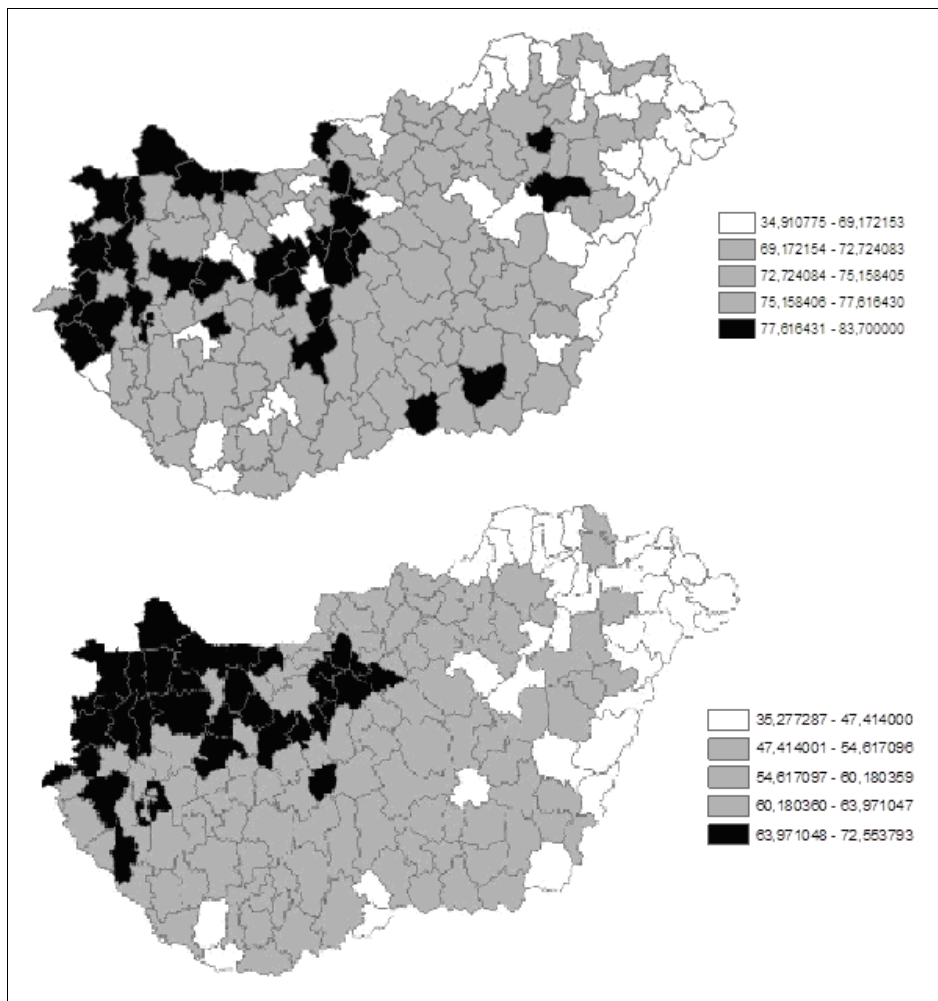 34,910775 - 69,172153
69,172154 - 72,724083
72,724084 - 75,158405
75,158406 - 77,616430
77,616431 - 83,700000
35,277287 - 47,414000
47,414001 - 54,617096
54,617097 - 60,180359
60,180360 - 63,971047
63,971048 - 72,553793